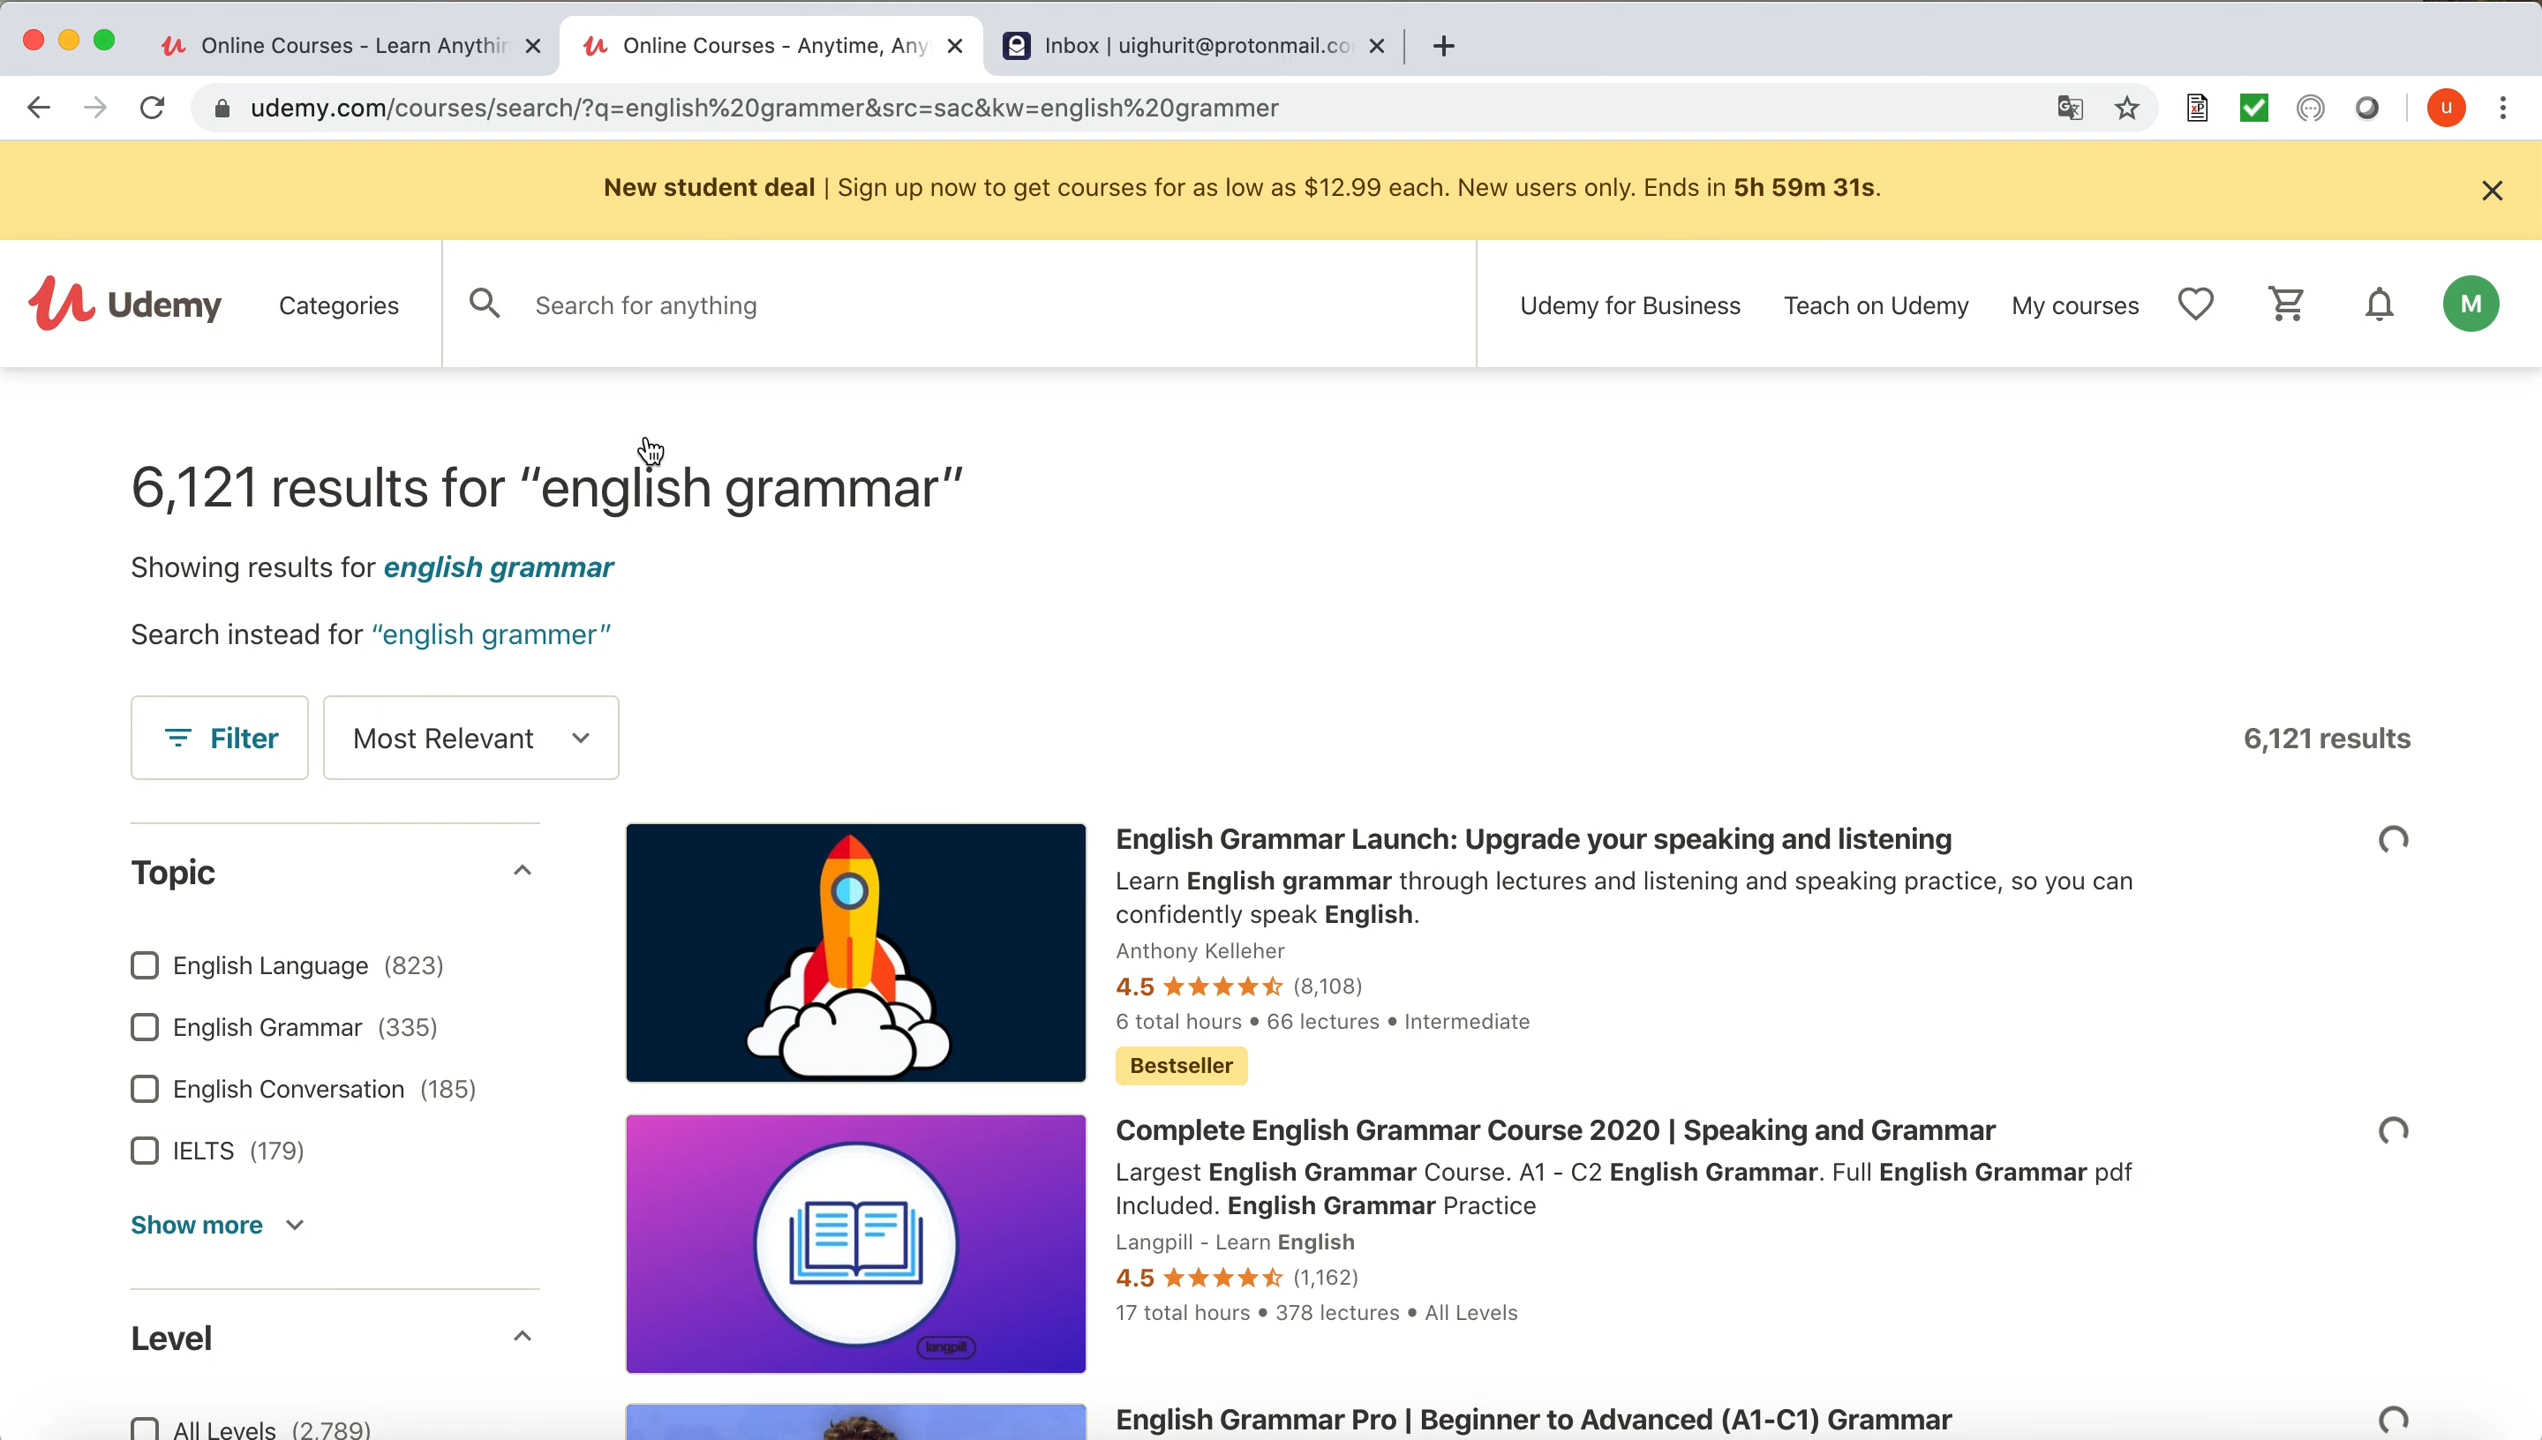 Online Courses - Learn Anythin
Online Courses - Anytime, Any
Inbox | uighurit@protonmail.co
udemy.com/courses/search/?q=english%20grammer&src=sac&kw=english%20grammer
u
New student deal | Sign up now to get courses for as low as $12.99 each. New users only. Ends in 5h 59m 31s.
Udemy
Categories
Search for anything
Udemy for Business
Teach on Udemy
My courses
M
6,121 results for “english grammar”
Showing results for english grammar
Search instead for “english grammer”
Filter
Most Relevant
6,121 results
Topic
English Language (823)
English Grammar (335)
English Conversation (185)
IELTS (179)
Show more
Level
All Levels (2,789)
English Grammar Launch: Upgrade your speaking and listening
Learn English grammar through lectures and listening and speaking practice, so you can
confidently speak English.
Anthony Kelleher
4.5 (8,108)
6 total hours • 66 lectures • Intermediate
Bestseller
langpill
Complete English Grammar Course 2020 | Speaking and Grammar
Largest English Grammar Course. A1 - C2 English Grammar. Full English Grammar pdf
Included. English Grammar Practice
Langpill - Learn English
4.5 (1,162)
17 total hours • 378 lectures • All Levels
English Grammar Pro | Beginner to Advanced (A1-C1) Grammar